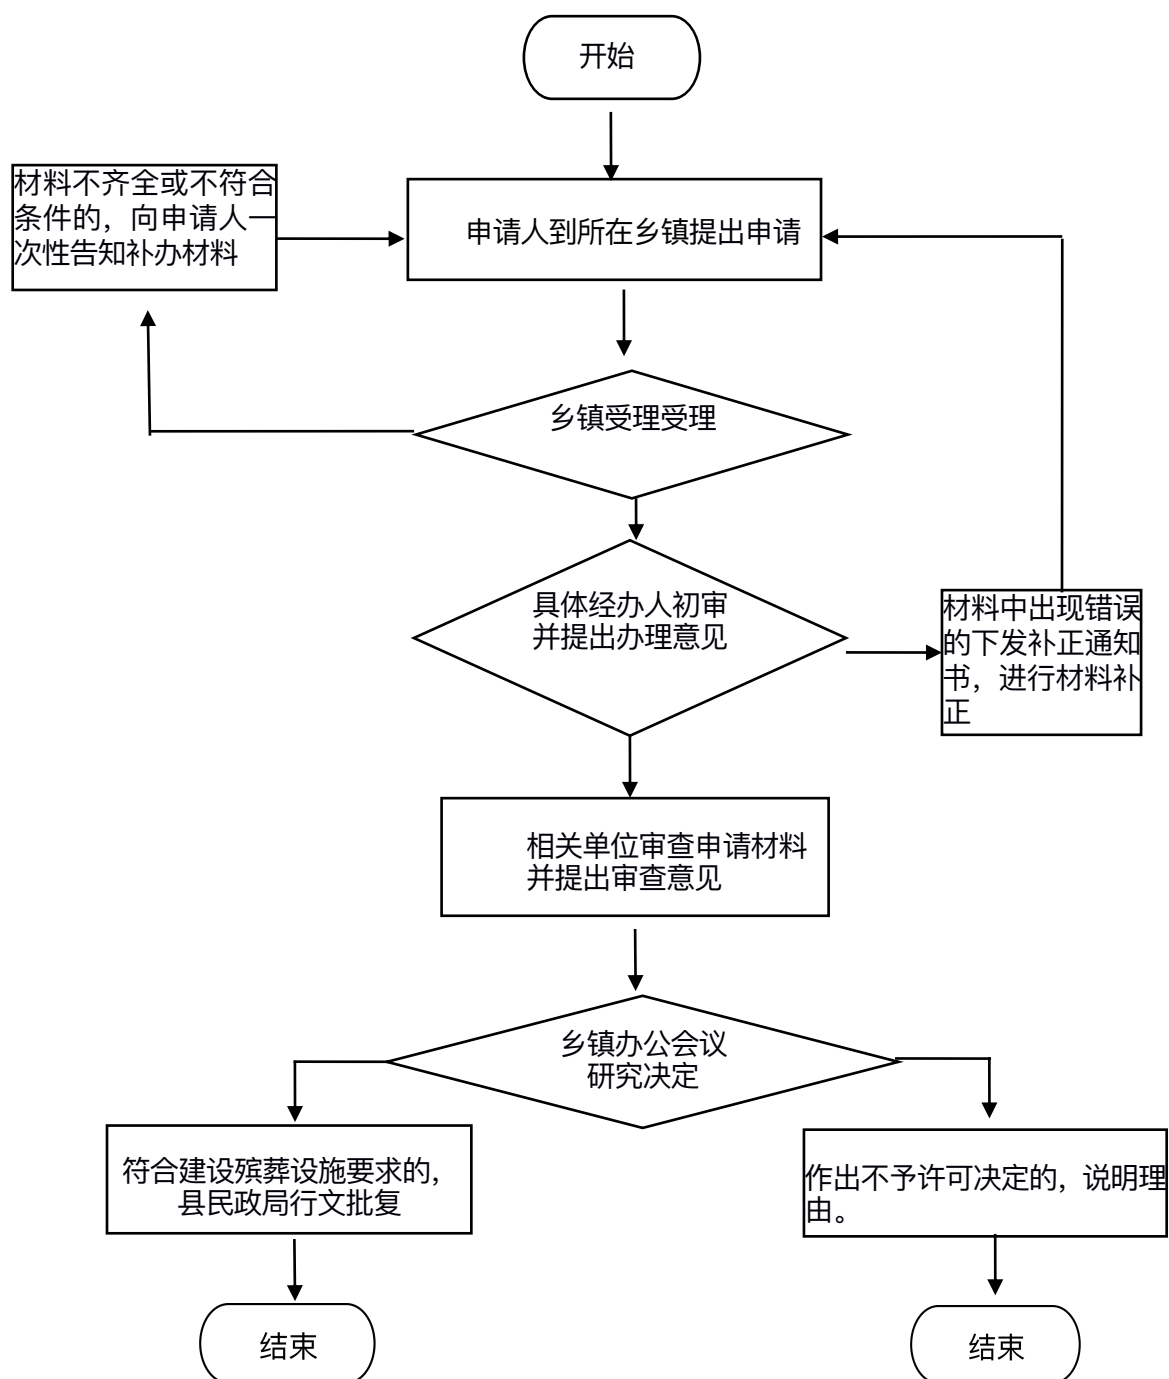 开始
材料不齐全或不符合
条件的，向申请人一
次性告知补办材料
申请人到所在乡镇提出申请
乡镇受理受理
具体经办人初审
并提出办理意见
材料中出现错误
的下发补正通知
书，进行材料补
正
相关单位审查申请材料
并提出审查意见
乡镇办公会议
研究决定
符合建设殡葬设施要求的，
县民政局行文批复
作出不予许可决定的，说明理
由。
结束
结束